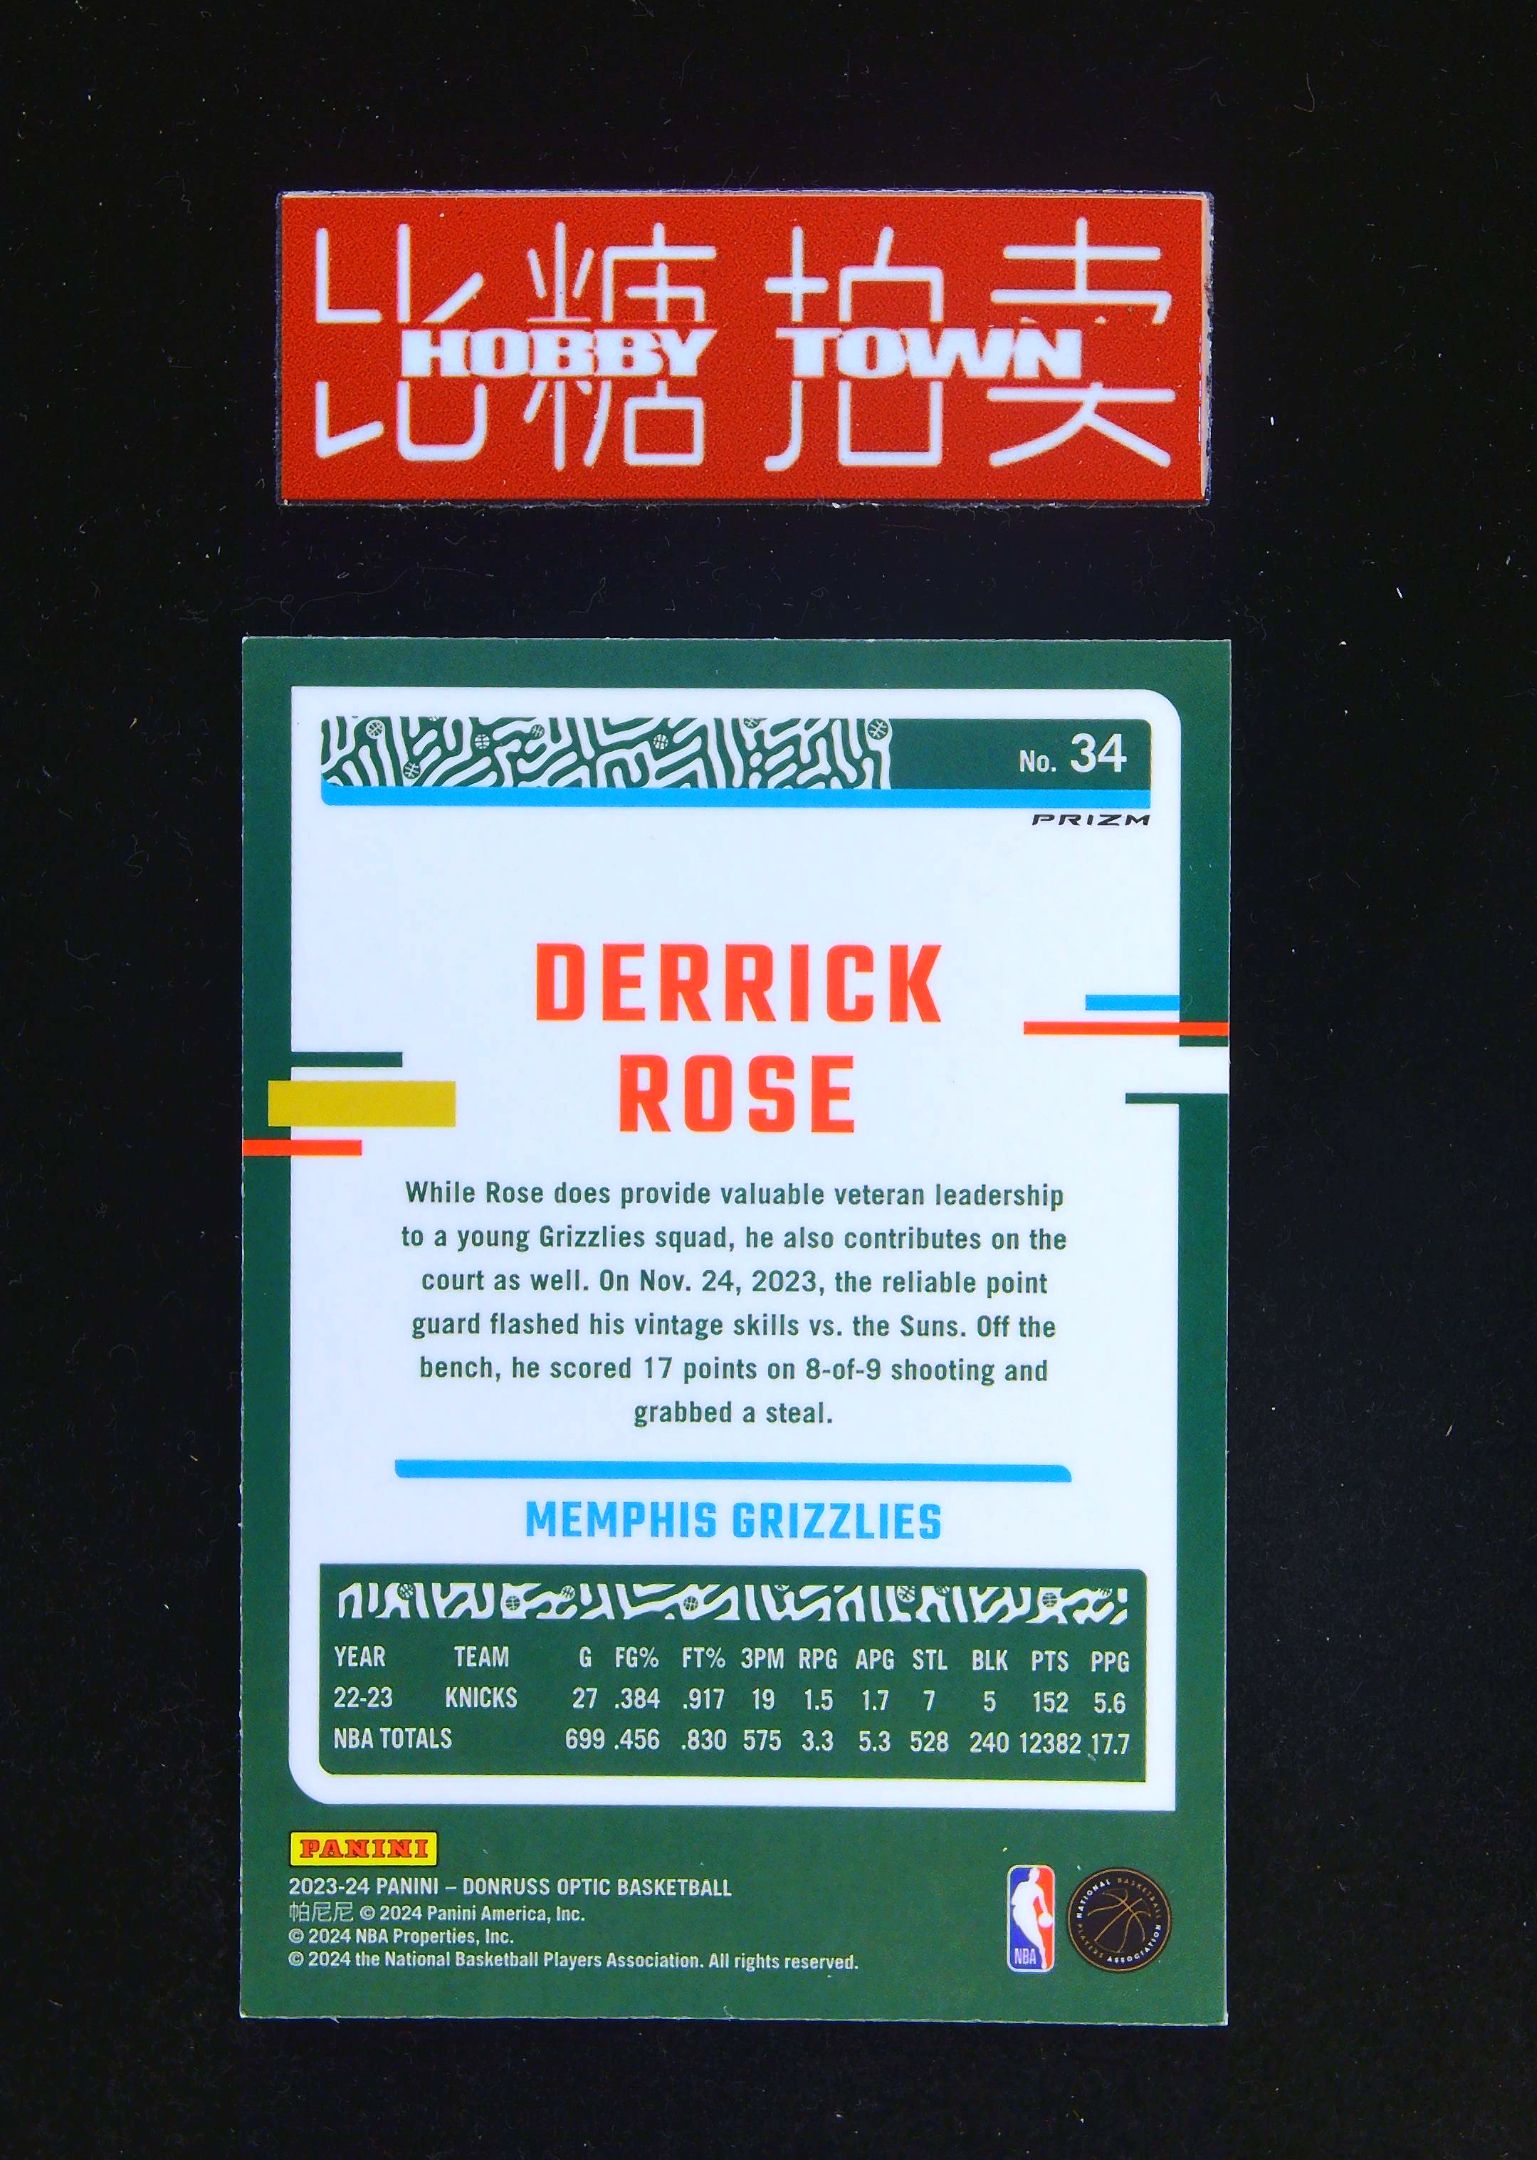 比糖拍卖
HOBBY TOWN
No. 34
PRIZM
DERRICK
ROSE
While Rose does provide valuable veteran leadership
to a young Grizzlies squad, he also contributes on the
court as well. On Nov. 24, 2023, the reliable point
guard flashed his vintage skills vs. the Suns. Off the
bench, he scored 17 points on 8-of-9 shooting and
grabbed a steal.
MEMPHIS GRIZZLIES
YEAR TEAM G FG% FT% 3PM RPG APG STL BLK PTS PPG
22-23 KNICKS 27 .384 .917 19 1.5 1.7 7 5 152 5.6
NBA TOTALS 699 .456 .830 575 3.3 5.3 528 240 12382 17.7
PANINI
2023-24 PANINI – DONRUSS OPTIC BASKETBALL
帕尼尼 © 2024 Panini America, Inc.
© 2024 NBA Properties, Inc.
© 2024 the National Basketball Players Association. All rights reserved.
NBA
NATIONAL BASKETBALL
PLAYERS ASSOCIATION